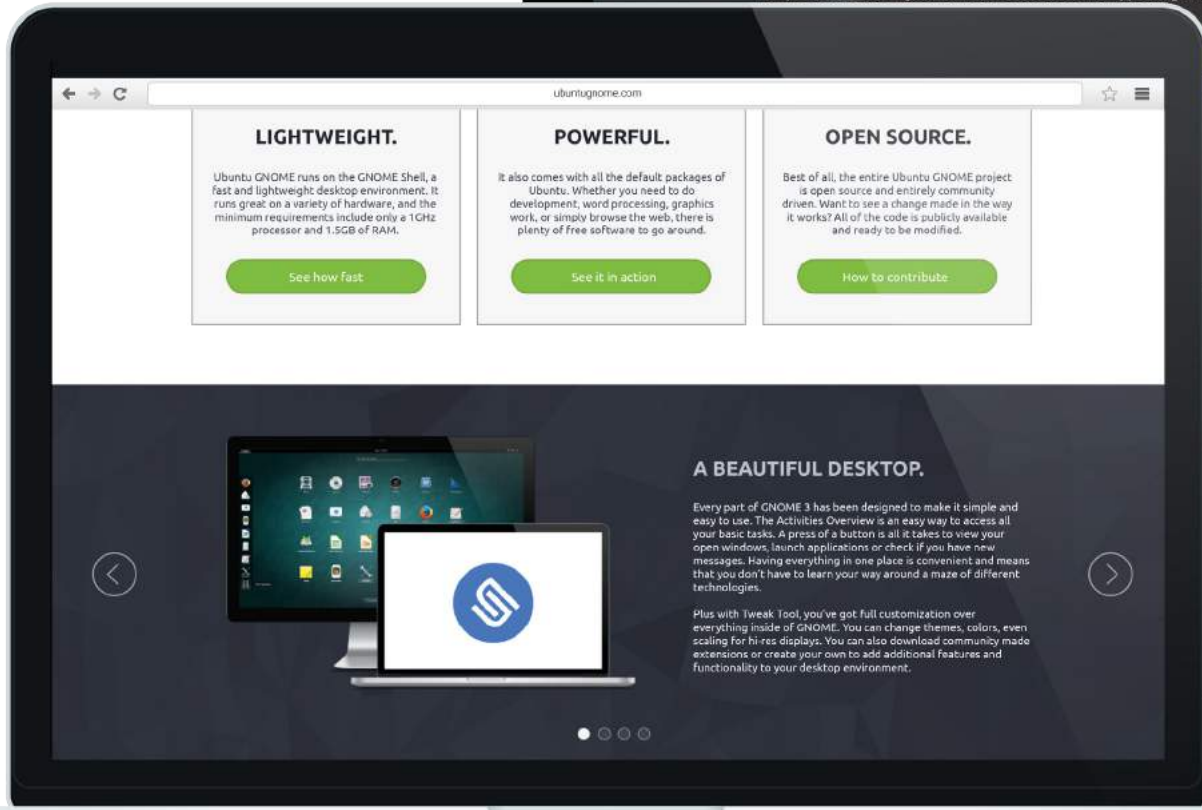 ubuntugnome.com
LIGHTWEIGHT.
Ubuntu GNOME runs on the GNOME Shell, a
fast and lightweight desktop environment. It
runs great on a variety of hardware, and the
minimum requirements include only a 1GHz
processor and 1.5GB of RAM.
See how fast
POWERFUL.
It also comes with all the default packages of
Ubuntu. Whether you need to do
development, word processing, graphics
work, or simply browse the web, there is
plenty of free software to go around.
See it in action
OPEN SOURCE.
Best of all, the entire Ubuntu GNOME project
is open source and entirely community
driven. Want to see a change made in the way
it works? All of the code is publicly available
and ready to be modified.
How to contribute
A BEAUTIFUL DESKTOP.
Every part of GNOME 3 has been designed to make it simple and
easy to use. The Activities Overview is an easy way to access all
your basic tasks. A press of a button is all it takes to view your
open windows, launch applications or check if you have new
messages. Having everything in one place is convenient and means
that you don't have to learn your way around a maze of different
technologies.
Plus with Tweak Tool, you've got full customization over
everything inside of GNOME. You can change themes, colors, even
scaling for hi-res displays. You can also download community made
extensions or create your own to add additional features and
functionality to your desktop environment.